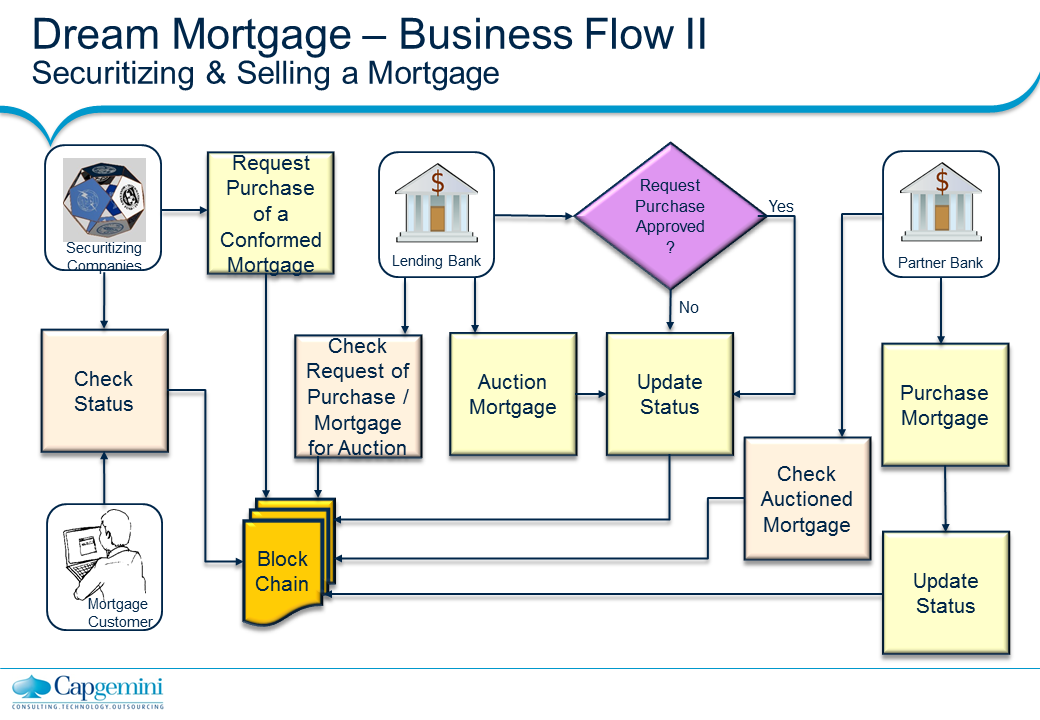 Dream Mortgage – Business Flow II
Securitizing & Selling a Mortgage
Securitizing
Companies
Request
Purchase
of a
Conformed
Mortgage
$
Lending Bank
Request
Purchase
Approved
?
Yes
No
$
Partner Bank
Check
Status
Check
Request of
Purchase /
Mortgage
for Auction
Auction
Mortgage
Update
Status
Purchase
Mortgage
Check
Auctioned
Mortgage
Mortgage
Customer
Block
Chain
Update
Status
Capgemini
CONSULTING.TECHNOLOGY.OUTSOURCING